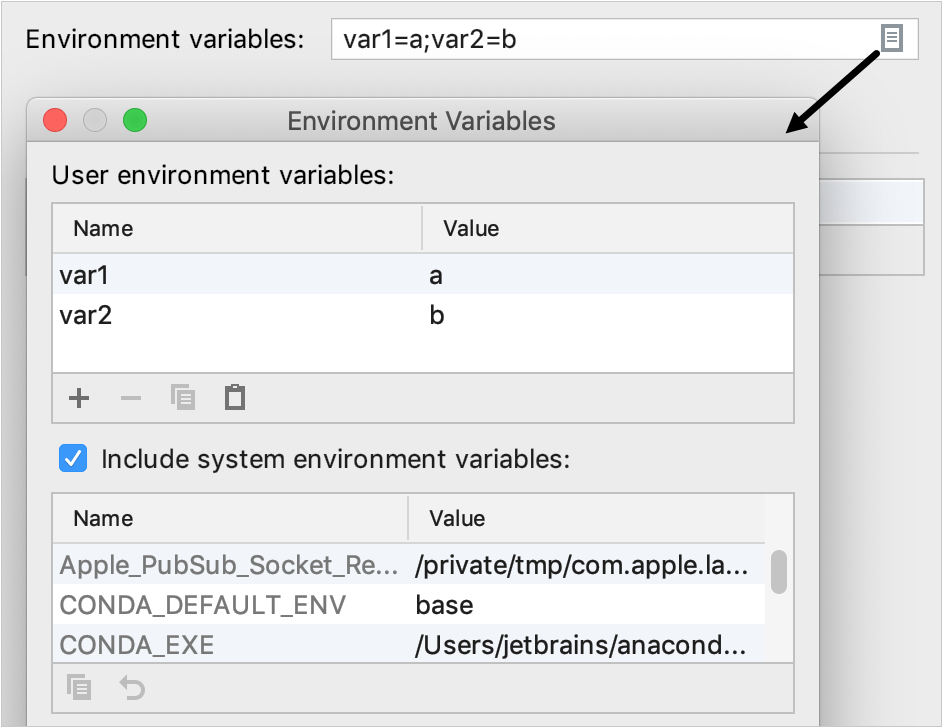 Environment variables: var1=a;var2=b
Environment Variables
User environment variables:
Name Value
var1 a
var2 b
Include system environment variables:
Name Value
Apple_PubSub_Socket_Re... /private/tmp/com.apple.la...
CONDA_DEFAULT_ENV base
CONDA_EXE /Users/jetbrains/anacond...